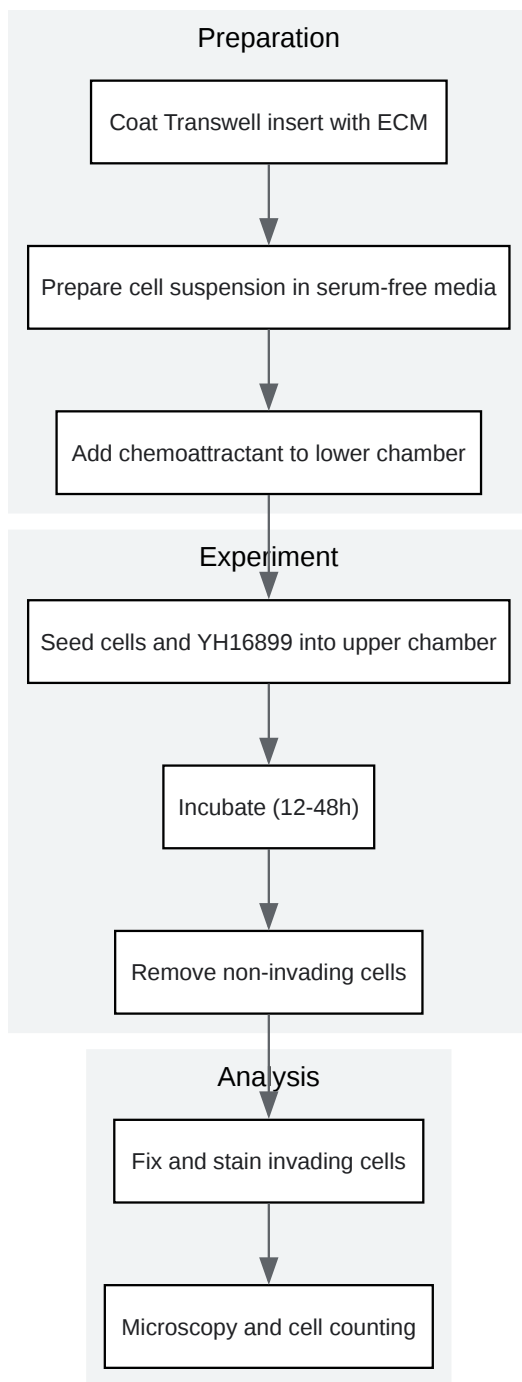 Preparation
Coat Transwell insert with ECM
Prepare cell suspension in serum-free media
Add chemoattractant to lower chamber
Experiment
Seed cells and YH16899 into upper chamber
Incubate (12-48h)
Remove non-invading cells
Analysis
Fix and stain invading cells
Microscopy and cell counting